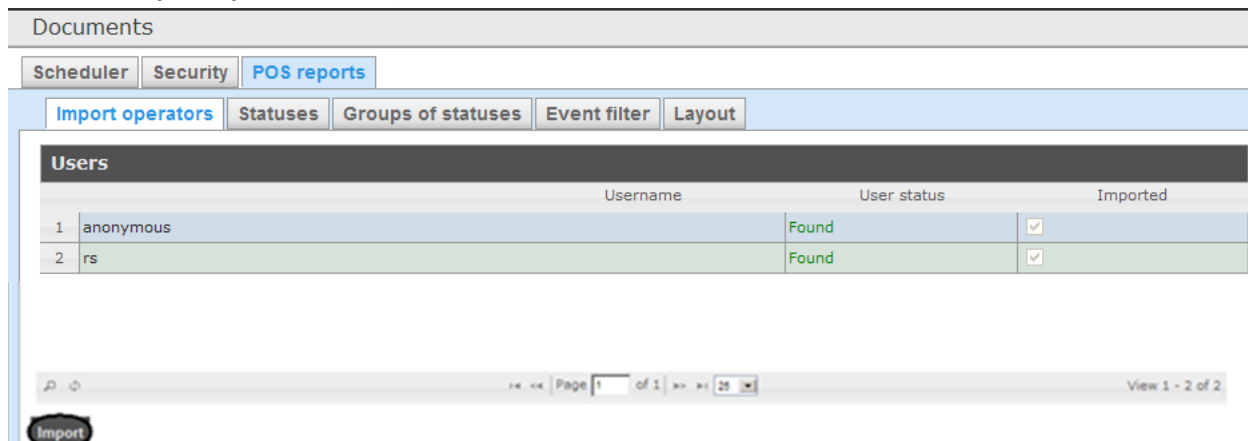 Documents
Scheduler Security POS reports
Import operators Statuses Groups of statuses Event filter Layout
Users
Username User status Imported
1 anonymous Found
2 rs Found
Page 1 of 1 25 View 1 - 2 of 2
Import